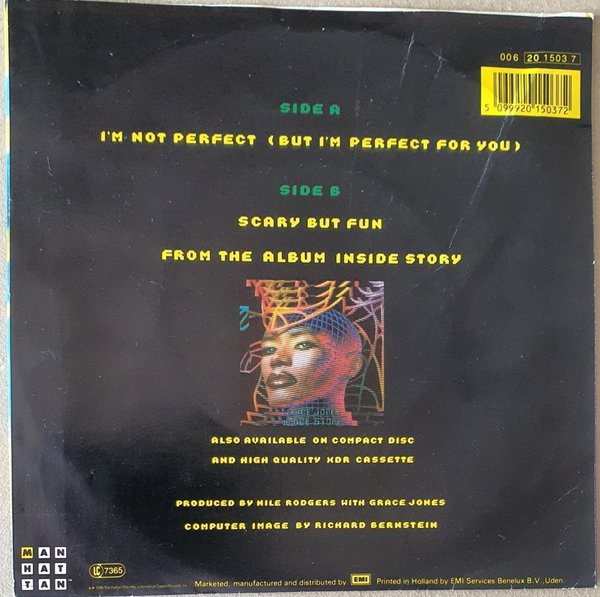 006 20 1503 7
5 099920 150372
SIDE A
I'M NOT PERFECT (BUT I'M PERFECT FOR YOU)
SIDE B
SCARY BUT FUN
FROM THE ALBUM INSIDE STORY
ALSO AVAILABLE ON COMPACT DISC
AND HIGH QUALITY XDR CASSETTE
PRODUCED BY NILE RODGERS WITH GRACE JONES
COMPUTER IMAGE BY RICHARD BERNSTEIN
MAN
HAT
TAN
LC 7365
Marketed, manufactured and distributed by EMI Printed in Holland by EMI Services Benelux B.V., Uden.